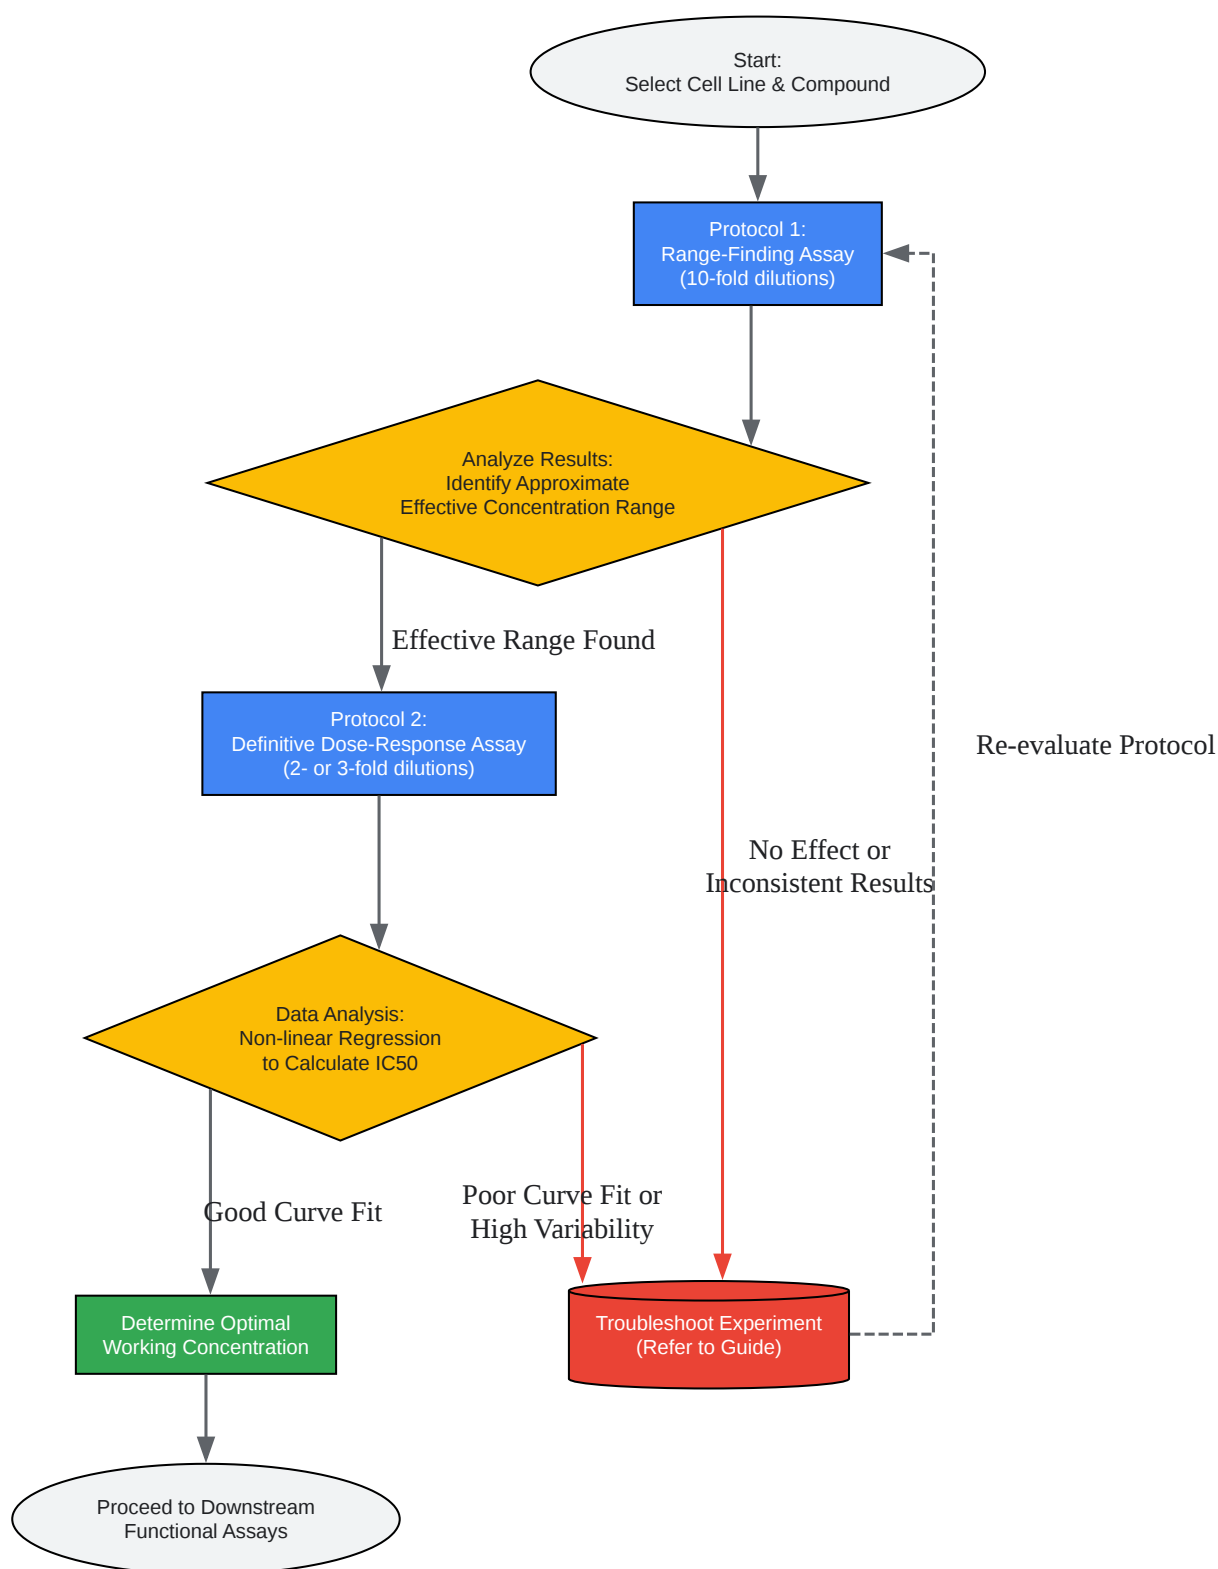 Start:
Select Cell Line & Compound
Protocol 1:
Range-Finding Assay
(10-fold dilutions)
Analyze Results:
Identify Approximate
Effective Concentration Range
Effective Range Found
Protocol 2:
Definitive Dose-Response Assay
(2- or 3-fold dilutions)
Re-evaluate Protocol
No Effect or
Inconsistent Results
Data Analysis:
Non-linear Regression
to Calculate IC50
Good Curve Fit
Poor Curve Fit or
High Variability
Determine Optimal
Working Concentration
Troubleshoot Experiment
(Refer to Guide)
Proceed to Downstream
Functional Assays